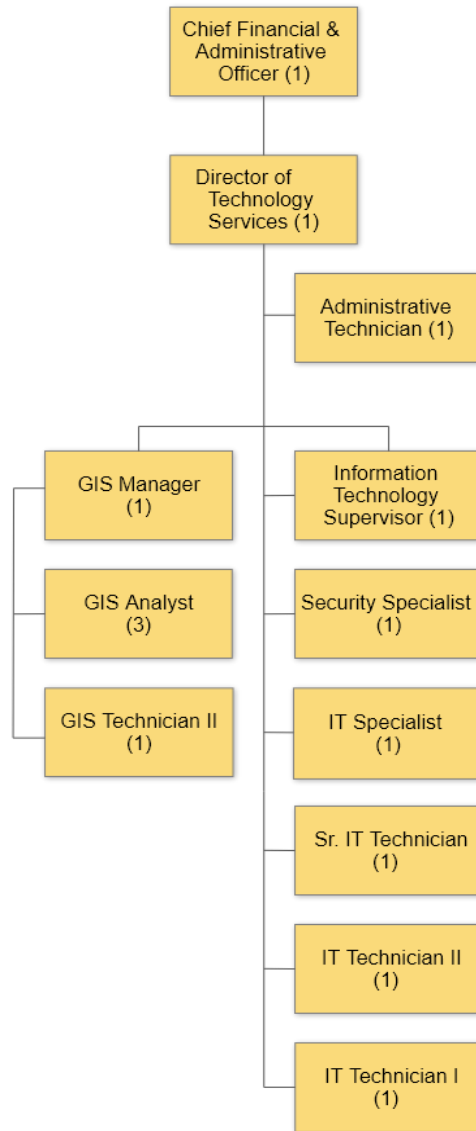 Chief Financial &
Administrative
Officer (1)
Director of
Technology
Services (1)
Administrative
Technician (1)
GIS Manager
(1)
Information
Technology
Supervisor (1)
GIS Analyst
(3)
Security Specialist
(1)
GIS Technician II
(1)
IT Specialist
(1)
Sr. IT Technician
(1)
IT Technician II
(1)
IT Technician I
(1)